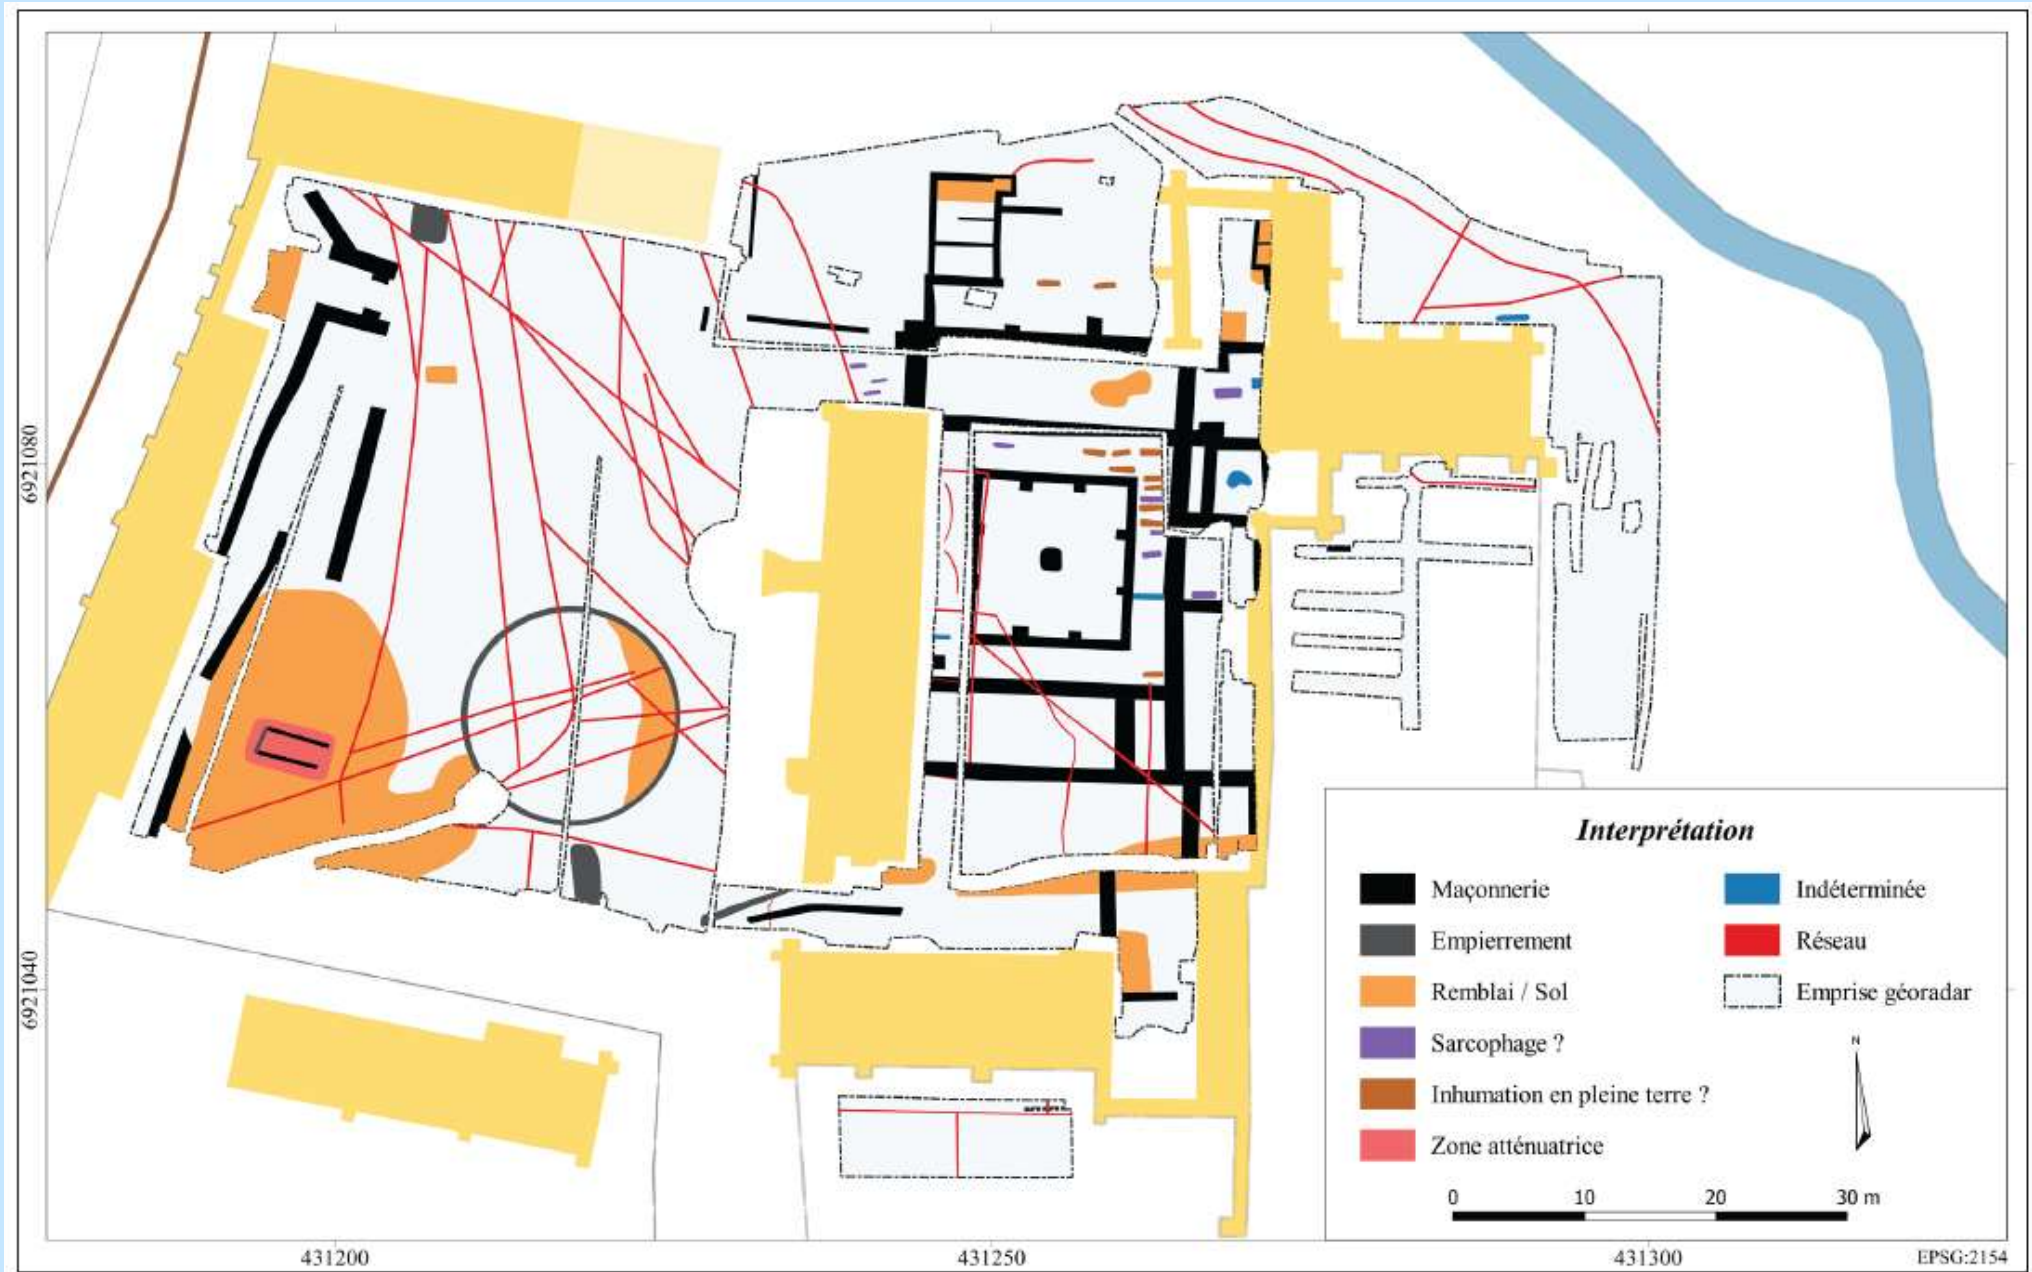 6921080
6921040
Interprétation
Maçonnerie
Empierrement
Remblai / Sol
Sarcophage ?
Inhumation en pleine terre ?
Zone atténuatrice
Indéterminée
Réseau
Emprise géoradar
N
0 10 20 30 m
431200 431250 431300 EPSG:2154